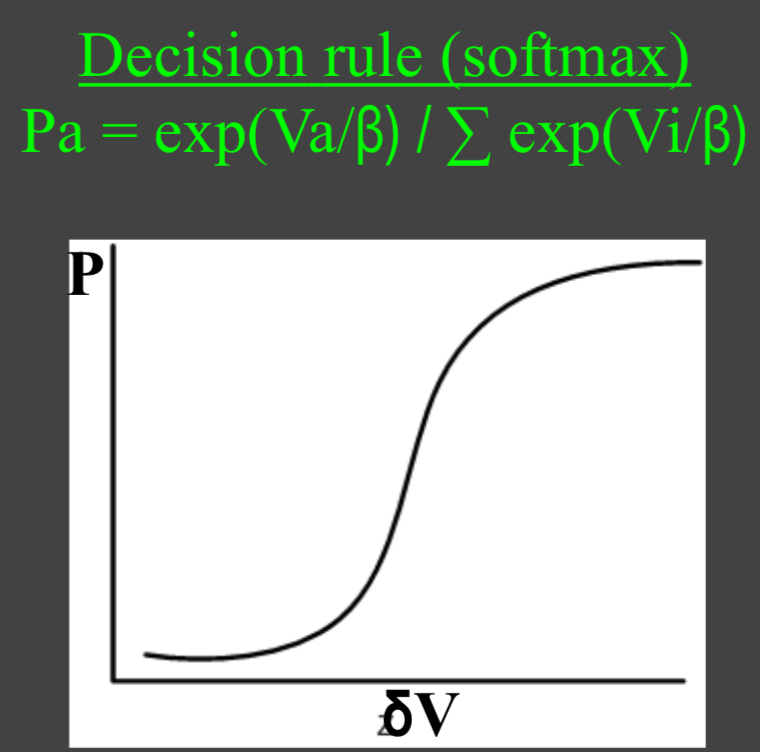 Decision rule (softmax)
Pa = exp(Va/β) / ∑ exp(Vi/β)
P
δV